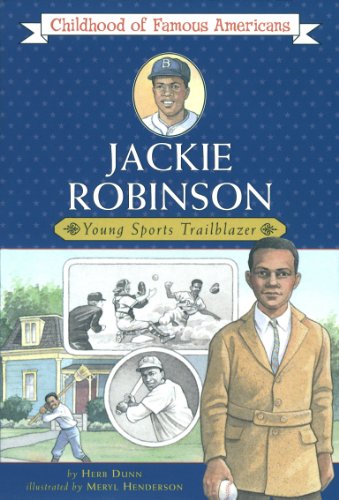 Childhood of Famous Americans
B
JACKIE
ROBINSON
Young Sports Trailblazer
by HERB DUNN
illustrated by MERYL HENDERSON